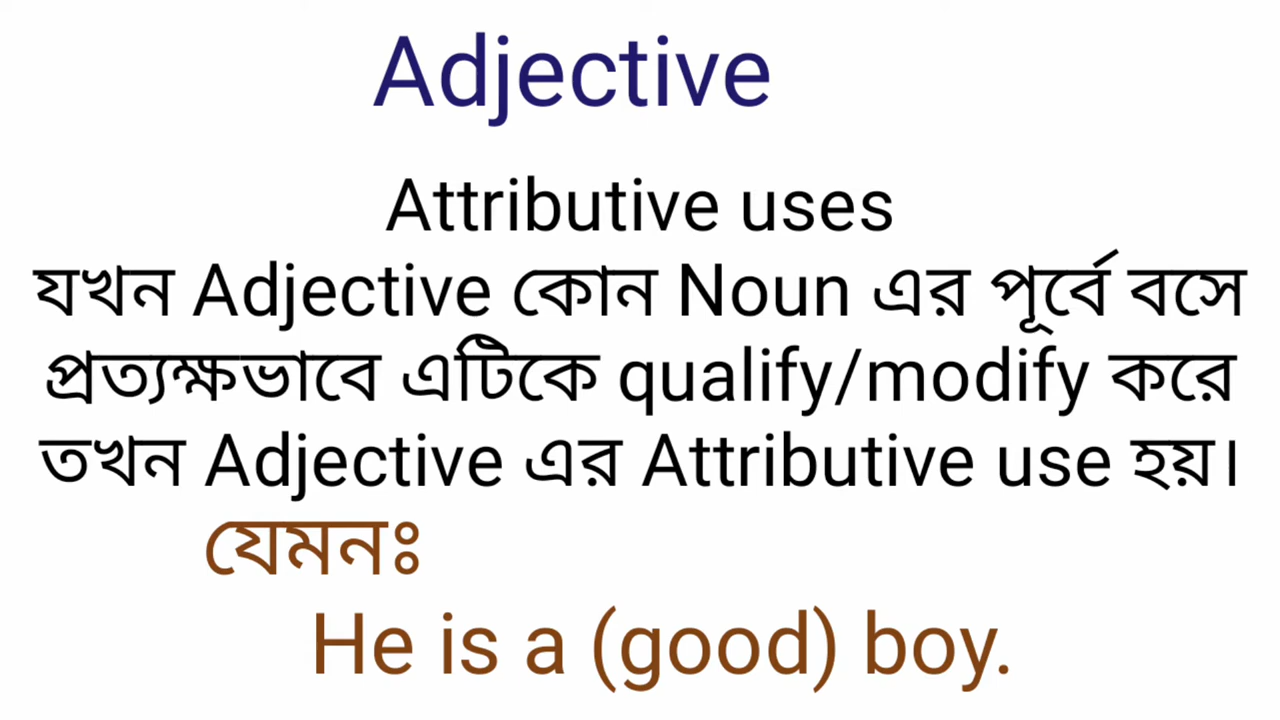 Adjective
Attributive uses
যখন Adjective কোন Noun এর পূর্বে বসে
প্রত্যক্ষভাবে এটিকে qualify/modify করে
তখন Adjective এর Attributive use হয়।
যেমনঃ
He is a (good) boy.